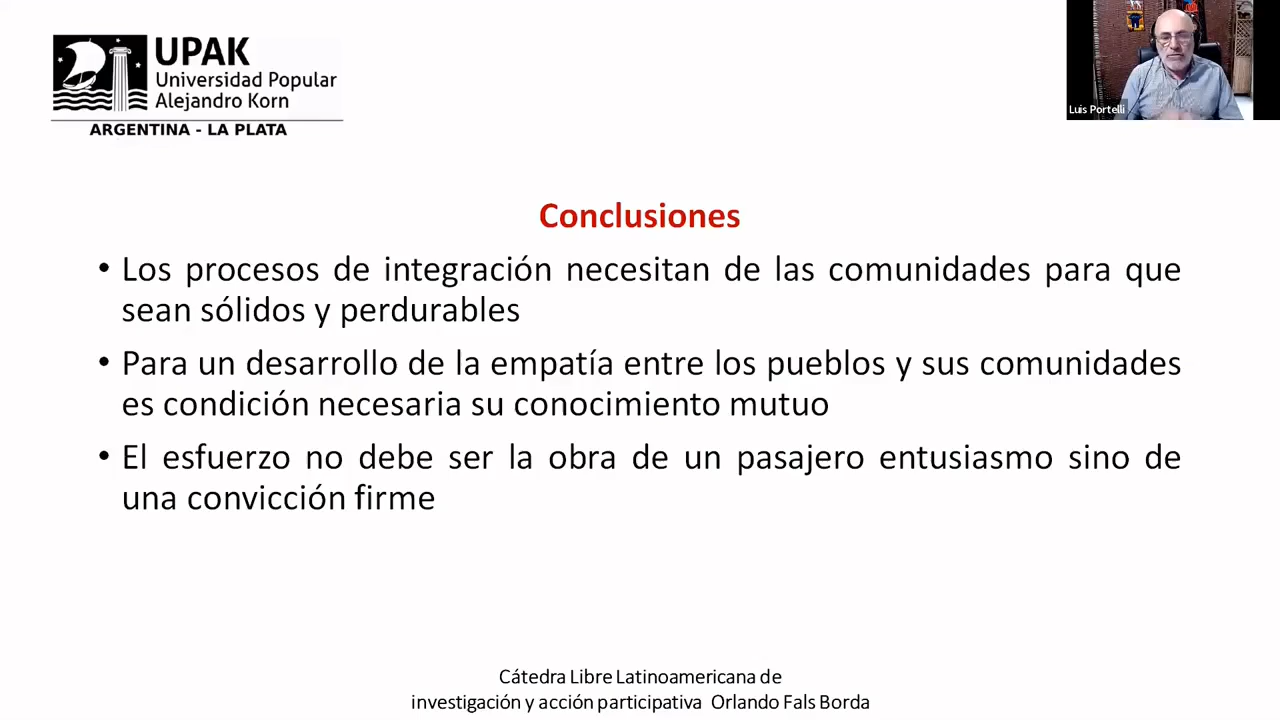 UPAK
Universidad Popular
Alejandro Korn
ARGENTINA - LA PLATA
Luis Portelli
Conclusiones
• Los procesos de integración necesitan de las comunidades para que
sean sólidos y perdurables
• Para un desarrollo de la empatía entre los pueblos y sus comunidades
es condición necesaria su conocimiento mutuo
• El esfuerzo no debe ser la obra de un pasajero entusiasmo sino de
una convicción firme
Cátedra Libre Latinoamericana de
investigación y acción participativa Orlando Fals Borda